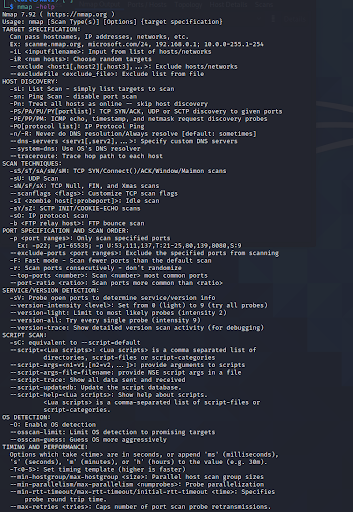 nmap -help
Nmap 7.92 ( https://nmap.org )
Usage: nmap [Scan Type(s)] [Options] {target specification}
TARGET SPECIFICATION:
Can pass hostnames, IP addresses, networks, etc.
Ex: scanme.nmap.org, microsoft.com/24, 192.168.0.1; 10.0.0-255.1-254
-iL <inputfilename>: Input from list of hosts/networks
-iR <num hosts>: Choose random targets
--exclude <host1[,host2][,host3],...>: Exclude hosts/networks
--excludefile <exclude_file>: Exclude list from file
HOST DISCOVERY:
-sL: List Scan - simply list targets to scan
-sn: Ping Scan - disable port scan
-Pn: Treat all hosts as online -- skip host discovery
-PS/PA/PU/PY[portlist]: TCP SYN/ACK, UDP or SCTP discovery to given ports
-PE/PP/PM: ICMP echo, timestamp, and netmask request discovery probes
-PO[protocol list]: IP Protocol Ping
-n/-R: Never do DNS resolution/Always resolve [default: sometimes]
--dns-servers <serv1[,serv2],...>: Specify custom DNS servers
--system-dns: Use OS's DNS resolver
--traceroute: Trace hop path to each host
SCAN TECHNIQUES:
-sS/sT/sA/sW/sM: TCP SYN/Connect()/ACK/Window/Maimon scans
-sU: UDP Scan
-sN/sF/sX: TCP Null, FIN, and Xmas scans
--scanflags <flags>: Customize TCP scan flags
-sI <zombie host[:probeport]>: Idle scan
-sY/sZ: SCTP INIT/COOKIE-ECHO scans
-sO: IP protocol scan
-b <FTP relay host>: FTP bounce scan
PORT SPECIFICATION AND SCAN ORDER:
-p <port ranges>: Only scan specified ports
Ex: -p22; -p1-65535; -p U:53,111,137,T:21-25,80,139,8080,S:9
--exclude-ports <port ranges>: Exclude the specified ports from scanning
-F: Fast mode - Scan fewer ports than the default scan
-r: Scan ports consecutively - don't randomize
--top-ports <number>: Scan <number> most common ports
--port-ratio <ratio>: Scan ports more common than <ratio>
SERVICE/VERSION DETECTION:
-sV: Probe open ports to determine service/version info
--version-intensity <level>: Set from 0 (light) to 9 (try all probes)
--version-light: Limit to most likely probes (intensity 2)
--version-all: Try every single probe (intensity 9)
--version-trace: Show detailed version scan activity (for debugging)
SCRIPT SCAN:
-sC: equivalent to --script=default
--script=<Lua scripts>: <Lua scripts> is a comma separated list of
directories, script-files or script-categories
--script-args=<n1=v1,[n2=v2,...]>: provide arguments to scripts
--script-args-file=filename: provide NSE script args in a file
--script-trace: Show all data sent and received
--script-updatedb: Update the script database.
--script-help=<Lua scripts>: Show help about scripts.
<Lua scripts> is a comma-separated list of script-files or
script-categories.
OS DETECTION:
-O: Enable OS detection
--osscan-limit: Limit OS detection to promising targets
--osscan-guess: Guess OS more aggressively
TIMING AND PERFORMANCE:
Options which take <time> are in seconds, or append 'ms' (milliseconds),
's' (seconds), 'm' (minutes), or 'h' (hours) to the value (e.g. 30m).
-T<0-5>: Set timing template (higher is faster)
--min-hostgroup/max-hostgroup <size>: Parallel host scan group sizes
--min-parallelism/max-parallelism <numprobes>: Probe parallelization
--min-rtt-timeout/max-rtt-timeout/initial-rtt-timeout <time>: Specifies
probe round trip time.
--max-retries <tries>: Caps number of port scan probe retransmissions.